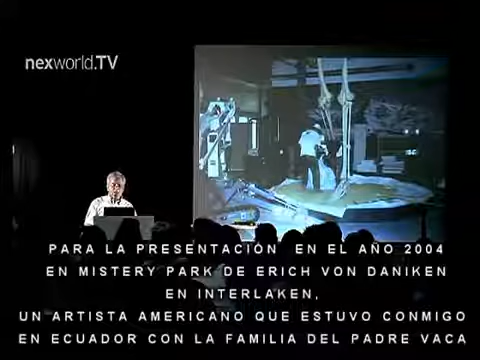 nexworld.TV
PARA LA PRESENTACIÓN EN EL AÑO 2004
EN MISTERY PARK DE ERICH VON DANIKEN
EN INTERLAKEN,
UN ARTISTA AMERICANO QUE ESTUVO CONMIGO
EN ECUADOR CON LA FAMILIA DEL PADRE VACA